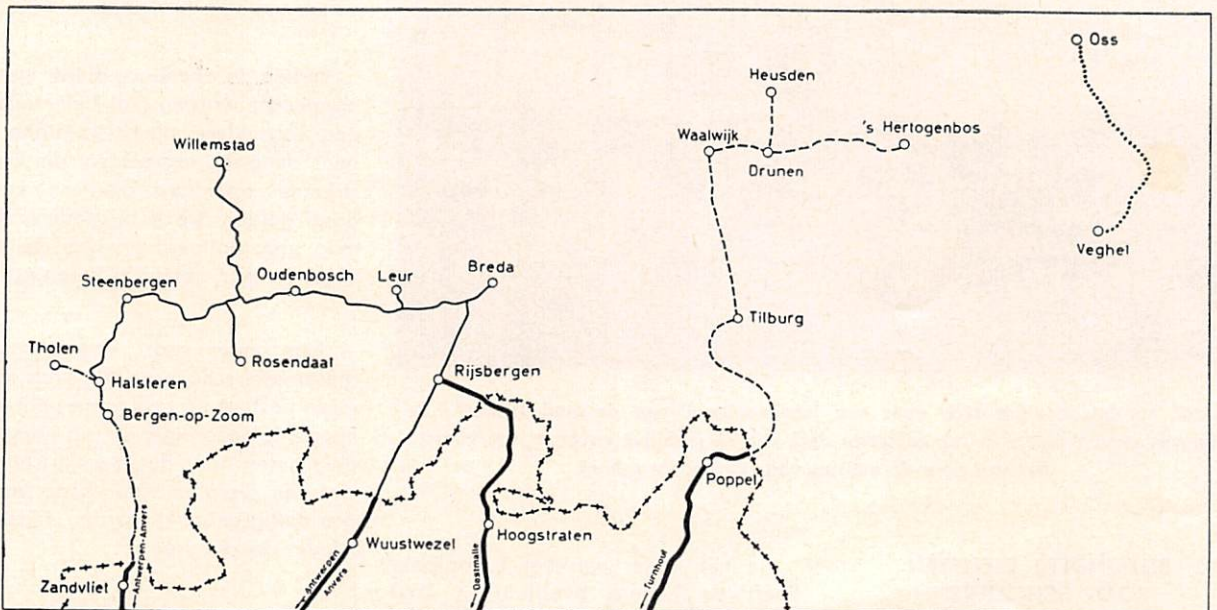 Oss
Heusden
Waalwijk
's Hertogenbos
Willemstad
Drunen
Veghel
Breda
Oudenbosch
Leur
Steenbergen
Tilburg
Tholen
Rosendaal
Rijsbergen
Halsteren
Bergen-op-Zoom
Poppel
Hoogstraten
Wuustwezel
Antwerpen-Anvers
Antwerpen
Anvers
Oostmalle
Turnhout
Zandvliet